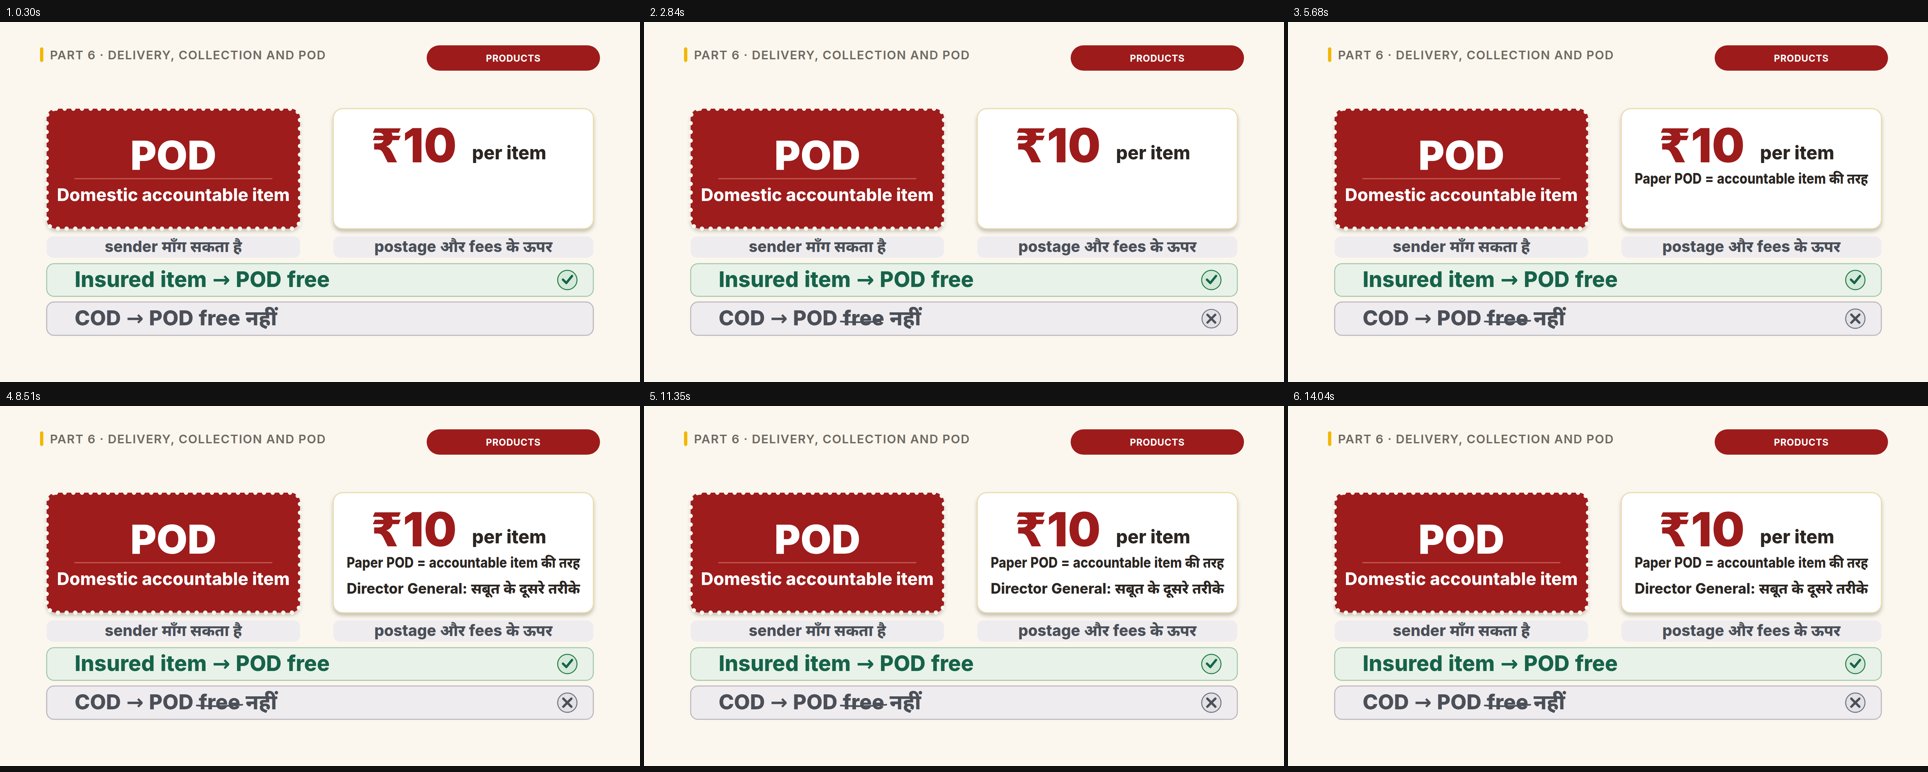 1. 0.30s
PART 6 · DELIVERY, COLLECTION AND POD
PRODUCTS
POD
Domestic accountable item
₹10 per item
sender माँग सकता है
postage और fees के ऊपर
Insured item → POD free
COD → POD free नहीं
2. 2.84s
PART 6 · DELIVERY, COLLECTION AND POD
PRODUCTS
POD
Domestic accountable item
₹10 per item
sender माँग सकता है
postage और fees के ऊपर
Insured item → POD free
COD → POD free नहीं
3. 5.68s
PART 6 · DELIVERY, COLLECTION AND POD
PRODUCTS
POD
Domestic accountable item
₹10 per item
Paper POD = accountable item की तरह
sender माँग सकता है
postage और fees के ऊपर
Insured item → POD free
COD → POD free नहीं
4. 8.51s
PART 6 · DELIVERY, COLLECTION AND POD
PRODUCTS
POD
Domestic accountable item
₹10 per item
Paper POD = accountable item की तरह
Director General: सबूत के दूसरे तरीके
sender माँग सकता है
postage और fees के ऊपर
Insured item → POD free
COD → POD free नहीं
5. 11.35s
PART 6 · DELIVERY, COLLECTION AND POD
PRODUCTS
POD
Domestic accountable item
₹10 per item
Paper POD = accountable item की तरह
Director General: सबूत के दूसरे तरीके
sender माँग सकता है
postage और fees के ऊपर
Insured item → POD free
COD → POD free नहीं
6. 14.04s
PART 6 · DELIVERY, COLLECTION AND POD
PRODUCTS
POD
Domestic accountable item
₹10 per item
Paper POD = accountable item की तरह
Director General: सबूत के दूसरे तरीके
sender माँग सकता है
postage और fees के ऊपर
Insured item → POD free
COD → POD free नहीं